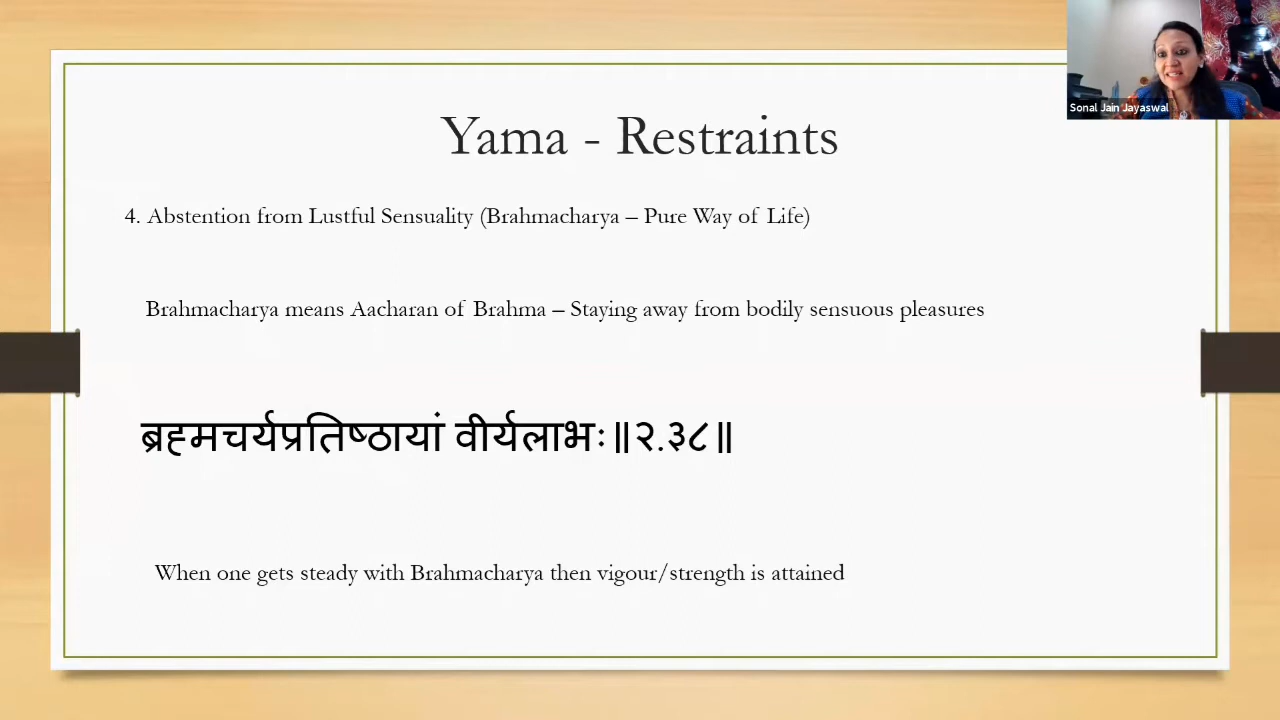 Sonal Jain Jayaswal
Yama - Restraints
4. Abstention from Lustful Sensuality (Brahmacharya – Pure Way of Life)
Brahmacharya means Aacharan of Brahma – Staying away from bodily sensuous pleasures
ब्रह्मचर्यप्रतिष्ठायां वीर्यलाभः॥२.३८॥
When one gets steady with Brahmacharya then vigour/strength is attained